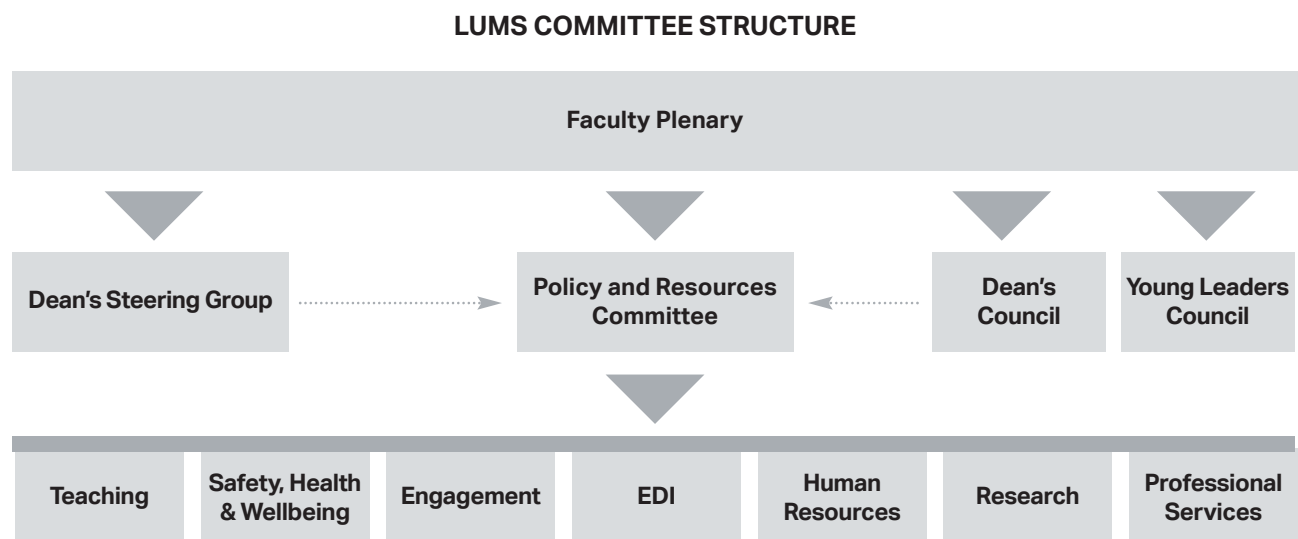 LUMS COMMITTEE STRUCTURE
Faculty Plenary
Dean’s Steering Group
Policy and Resources
Committee
Dean’s
Council
Young Leaders
Council
Teaching
Safety, Health
& Wellbeing
Engagement
EDI
Human
Resources
Research
Professional
Services